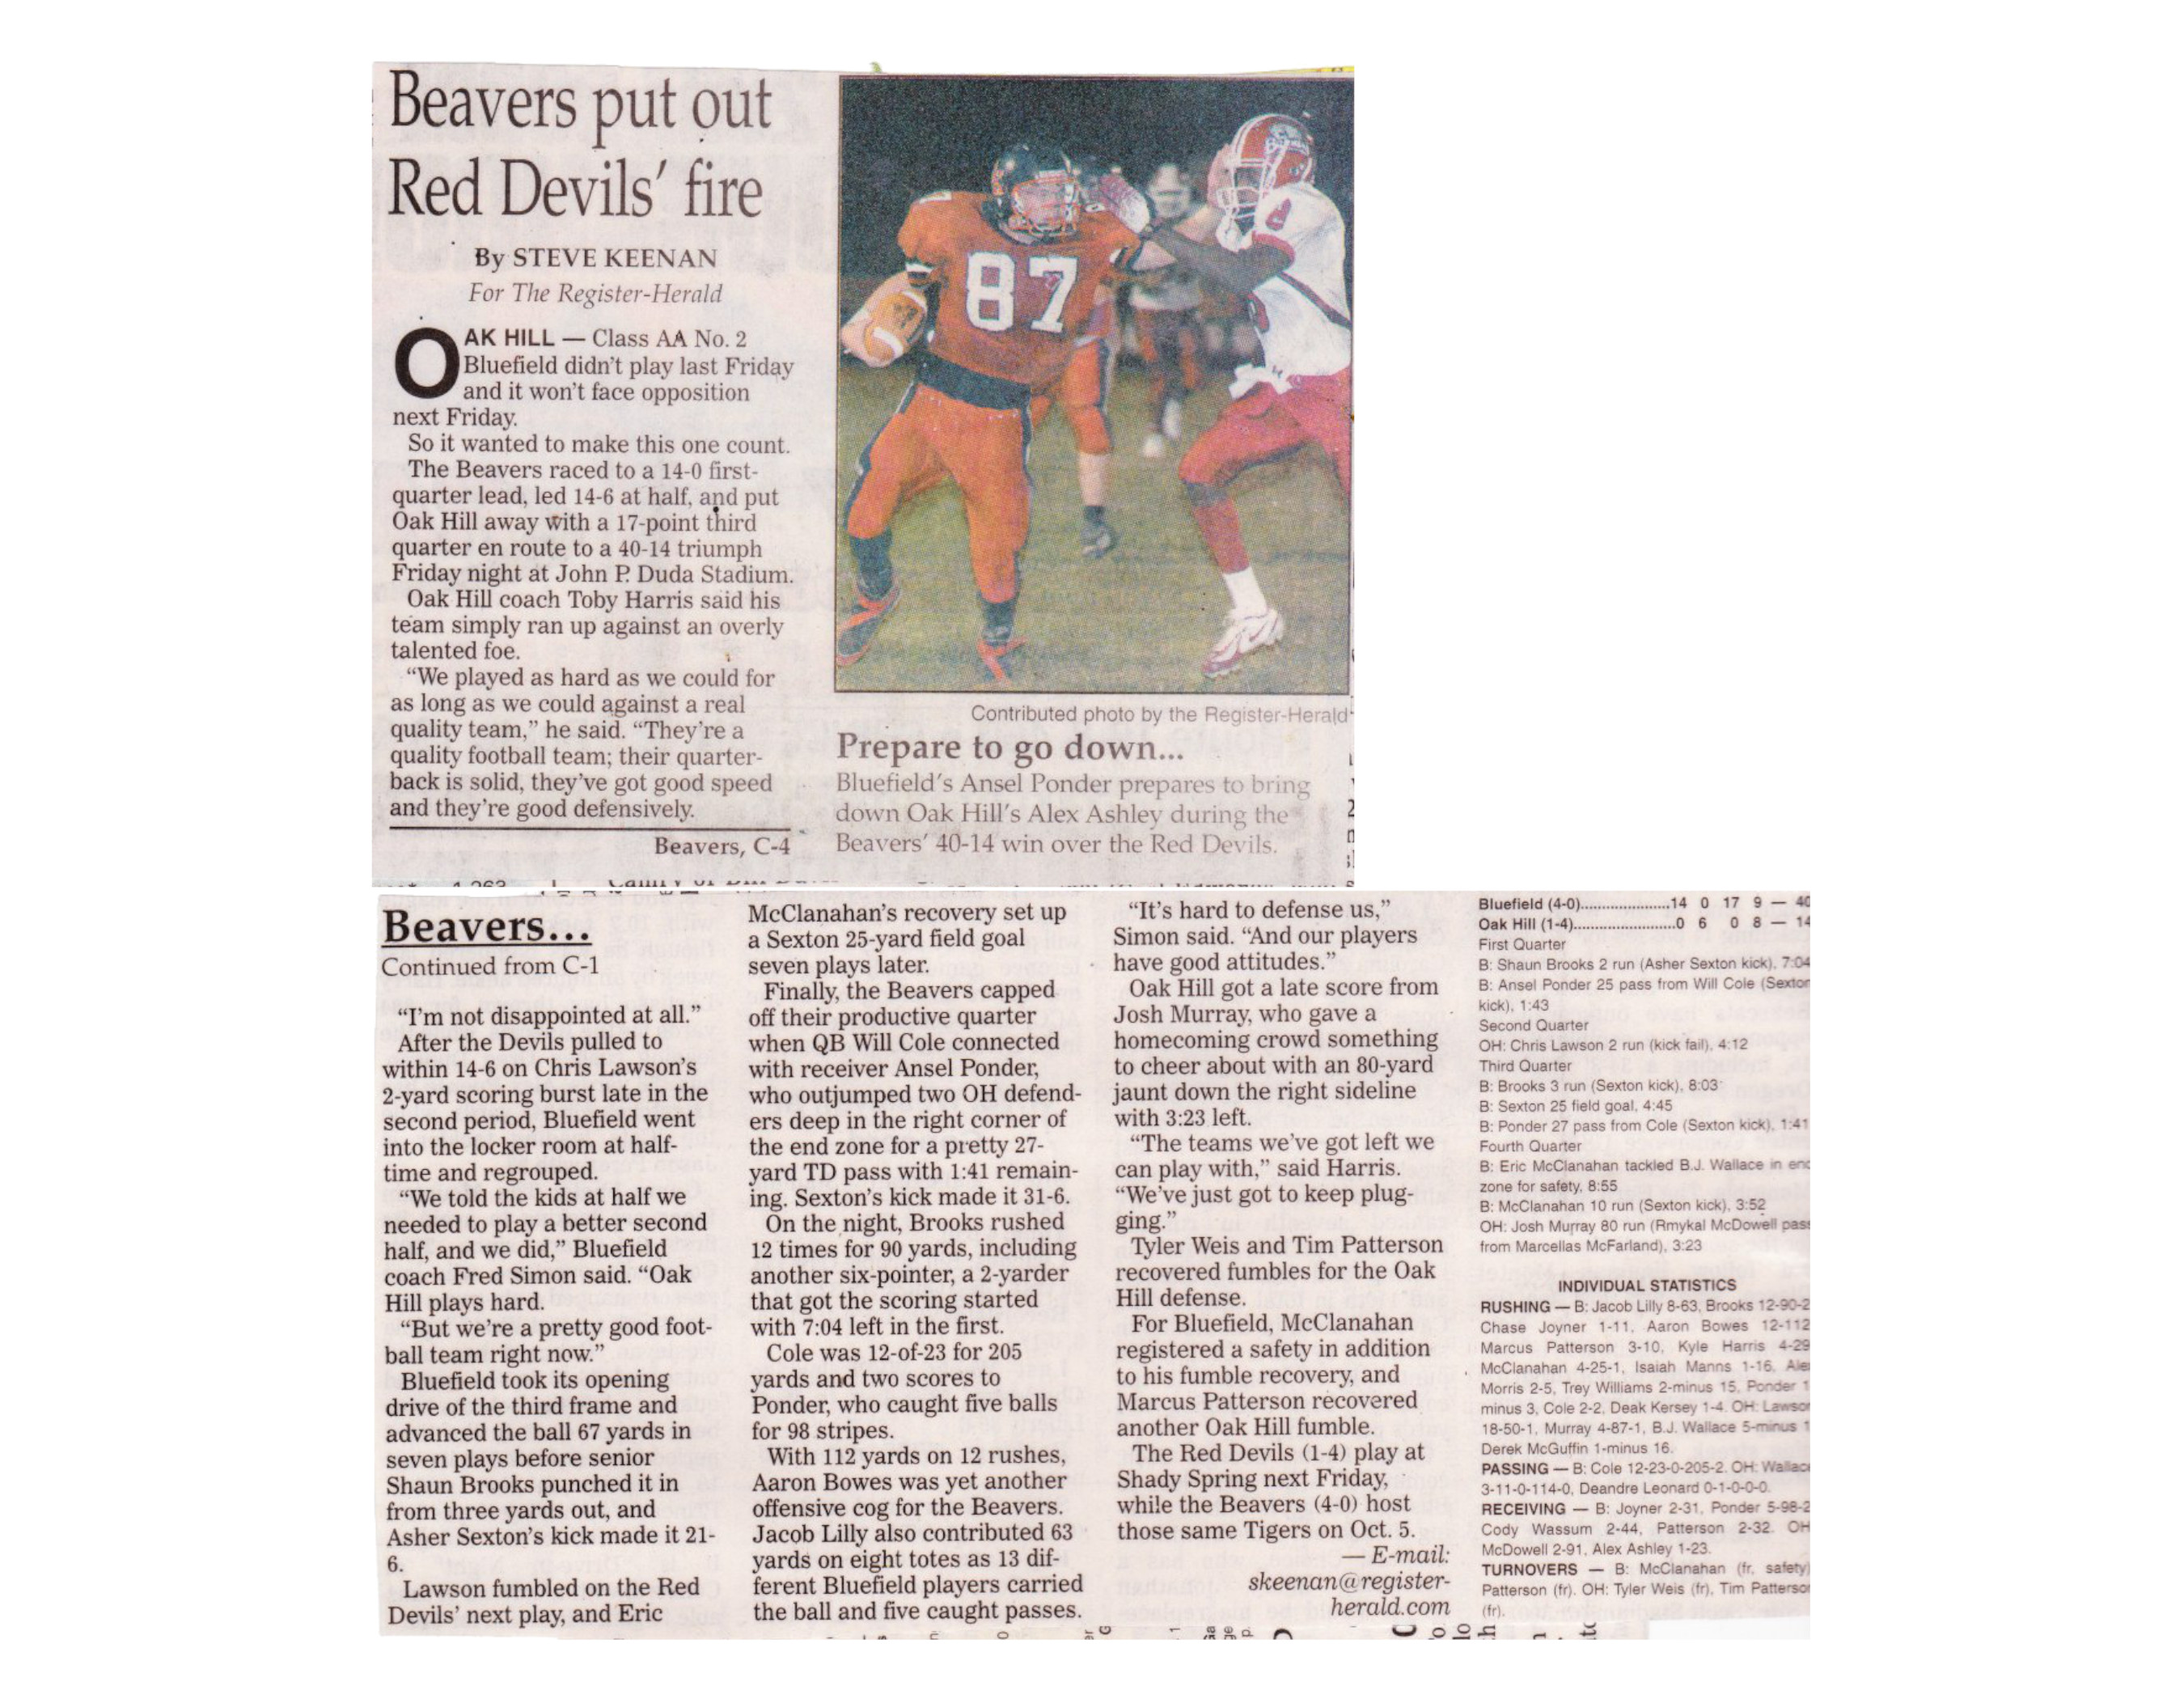 Beavers put out
Red Devils' fire
By STEVE KEENAN
For The Register-Herald
OAK HILL — Class AA No. 2
Bluefield didn't play last Friday
and it won't face opposition
next Friday.
So it wanted to make this one count.
The Beavers raced to a 14-0 first-
quarter lead, led 14-6 at half, and put
Oak Hill away with a 17-point third
quarter en route to a 40-14 triumph
Friday night at John P. Duda Stadium.
Oak Hill coach Toby Harris said his
team simply ran up against an overly
talented foe.
"We played as hard as we could for
as long as we could against a real
quality team," he said. "They're a
quality football team; their quarter-
back is solid, they've got good speed
and they're good defensively.
Beavers, C-4
87
Contributed photo by the Register-Herald
Prepare to go down...
Bluefield's Ansel Ponder prepares to bring
down Oak Hill's Alex Ashley during the
Beavers' 40-14 win over the Red Devils.
Beavers...
Continued from C-1
"I'm not disappointed at all."
After the Devils pulled to
within 14-6 on Chris Lawson's
2-yard scoring burst late in the
second period, Bluefield went
into the locker room at half-
time and regrouped.
"We told the kids at half we
needed to play a better second
half, and we did," Bluefield
coach Fred Simon said. "Oak
Hill plays hard.
"But we're a pretty good foot-
ball team right now."
Bluefield took its opening
drive of the third frame and
advanced the ball 67 yards in
seven plays before senior
Shaun Brooks punched it in
from three yards out, and
Asher Sexton's kick made it 21-
6.
Lawson fumbled on the Red
Devils' next play, and Eric
McClanahan's recovery set up
a Sexton 25-yard field goal
seven plays later.
Finally, the Beavers capped
off their productive quarter
when QB Will Cole connected
with receiver Ansel Ponder,
who outjumped two OH defend-
ers deep in the right corner of
the end zone for a pretty 27-
yard TD pass with 1:41 remain-
ing. Sexton's kick made it 31-6.
On the night, Brooks rushed
12 times for 90 yards, including
another six-pointer, a 2-yarder
that got the scoring started
with 7:04 left in the first.
Cole was 12-of-23 for 205
yards and two scores to
Ponder, who caught five balls
for 98 stripes.
With 112 yards on 12 rushes,
Aaron Bowes was yet another
offensive cog for the Beavers.
Jacob Lilly also contributed 63
yards on eight totes as 13 dif-
ferent Bluefield players carried
the ball and five caught passes.
"It's hard to defense us,"
Simon said. "And our players
have good attitudes."
Oak Hill got a late score from
Josh Murray, who gave a
homecoming crowd something
to cheer about with an 80-yard
jaunt down the right sideline
with 3:23 left.
"The teams we've got left we
can play with," said Harris.
"We've just got to keep plug-
ging."
Tyler Weis and Tim Patterson
recovered fumbles for the Oak
Hill defense.
For Bluefield, McClanahan
registered a safety in addition
to his fumble recovery, and
Marcus Patterson recovered
another Oak Hill fumble.
The Red Devils (1-4) play at
Shady Spring next Friday,
while the Beavers (4-0) host
those same Tigers on Oct. 5.
— E-mail:
skeenan@register-
herald.com
Bluefield (4-0)....................14 0 17 9 — 40
Oak Hill (1-4).......................0 6 0 8 — 14
First Quarter
B: Shaun Brooks 2 run (Asher Sexton kick), 7:04
B: Ansel Ponder 25 pass from Will Cole (Sexton
kick), 1:43
Second Quarter
OH: Chris Lawson 2 run (kick fail), 4:12
Third Quarter
B: Brooks 3 run (Sexton kick), 8:03
B: Sexton 25 field goal, 4:45
B: Ponder 27 pass from Cole (Sexton kick), 1:41
Fourth Quarter
B: Eric McClanahan tackled B.J. Wallace in end
zone for safety, 8:55
B: McClanahan 10 run (Sexton kick), 3:52
OH: Josh Murray 80 run (Rmykal McDowell pass
from Marcellas McFarland), 3:23
INDIVIDUAL STATISTICS
RUSHING — B: Jacob Lilly 8-63, Brooks 12-90-2
Chase Joyner 1-11, Aaron Bowes 12-112
Marcus Patterson 3-10, Kyle Harris 4-29
McClanahan 4-25-1, Isaiah Manns 1-16,
Morris 2-5, Trey Williams 2-minus 15, Ponder 1
minus 3, Cole 2-2, Deak Kersey 1-4. OH: Lawson
18-50-1, Murray 4-87-1, B.J. Wallace 5-minus
Derek McGuffin 1-minus 16.
PASSING — B: Cole 12-23-0-205-2. OH: Wallace
3-11-0-114-0, Deandre Leonard 0-1-0-0-0.
RECEIVING — B: Joyner 2-31, Ponder 5-98-2
Cody Wassum 2-44, Patterson 2-32. OH
McDowell 2-91, Alex Ashley 1-23.
TURNOVERS — B: McClanahan (fr, safety)
Patterson (fr). OH: Tyler Weis (fr), Tim Patterson
(fr).